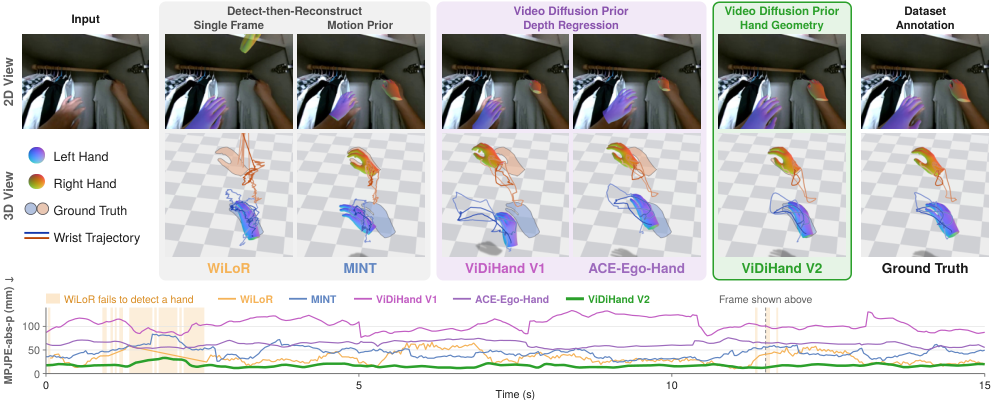 Input
Detect-then-Reconstruct
Single Frame
Motion Prior
Video Diffusion Prior
Depth Regression
Video Diffusion Prior
Hand Geometry
Dataset
Annotation
2D View
3D View
Left Hand
Right Hand
Ground Truth
Wrist Trajectory
WiLoR
MINT
ViDiHand V1
ACE-Ego-Hand
ViDiHand V2
Ground Truth
WiLoR fails to detect a hand
WiLoR
MINT
ViDiHand V1
ACE-Ego-Hand
ViDiHand V2
Frame shown above
MPJPE-abs-p (mm) ↓
100
50
0
0
5
10
15
Time (s)